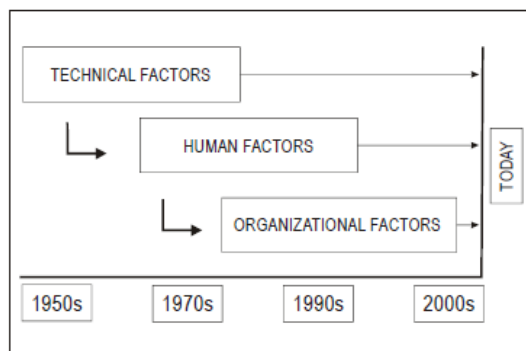 TECHNICAL FACTORS
HUMAN FACTORS
TODAY
ORGANIZATIONAL FACTORS
1950s
1970s
1990s
2000s